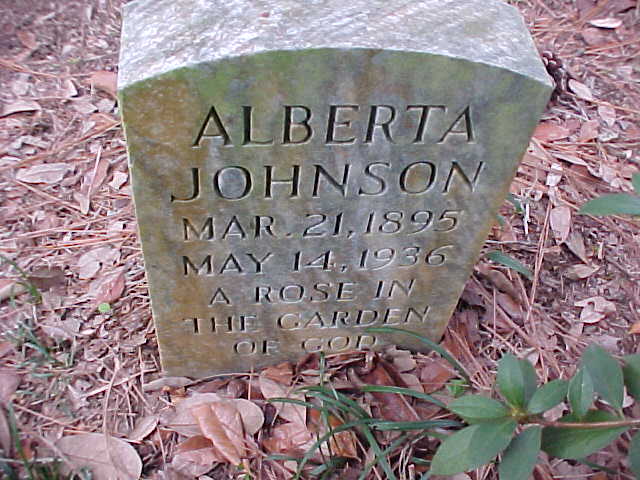 ALBERTA
JOHNSON
MAR. 21, 1895
MAY 14, 1936
A ROSE IN
THE GARDEN
OF GOD